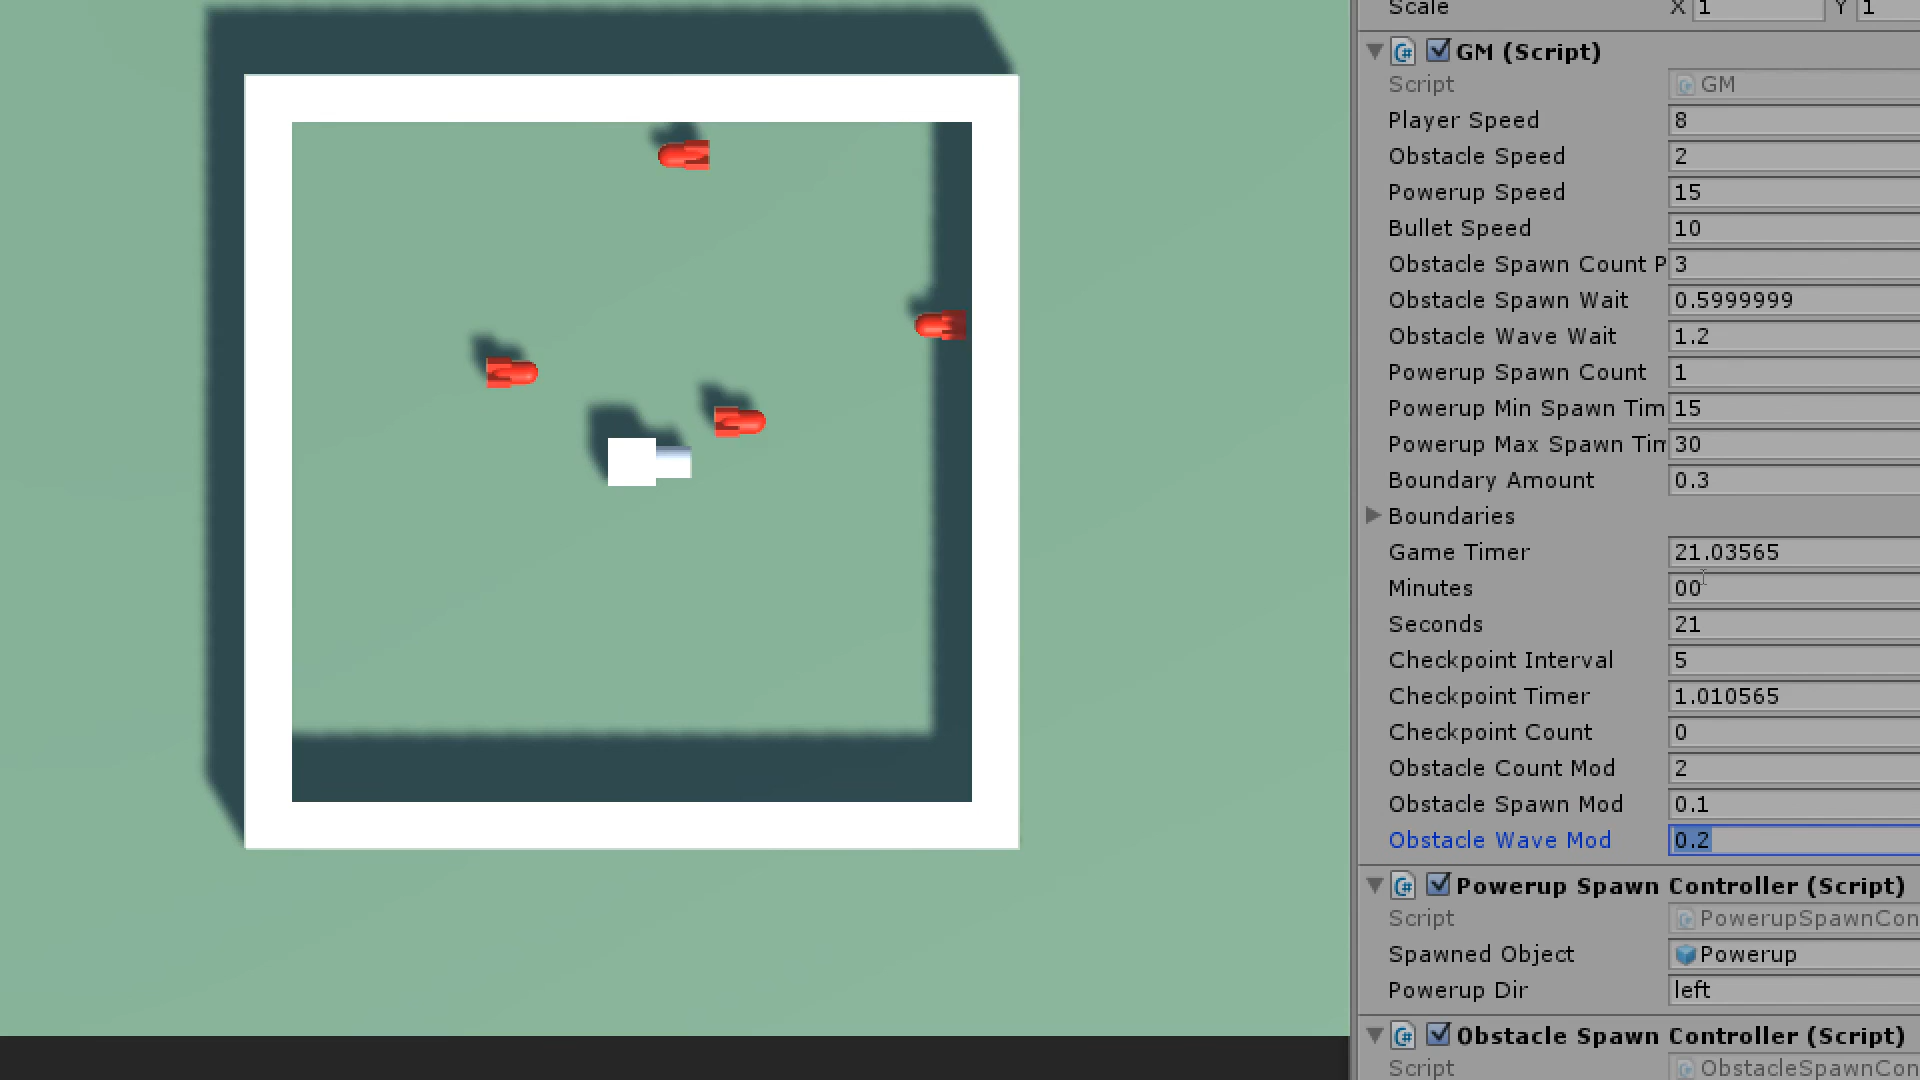 Scale X 1 Y 1
GM (Script)
Script GM
Player Speed 8
Obstacle Speed 2
Powerup Speed 15
Bullet Speed 10
Obstacle Spawn Count P 3
Obstacle Spawn Wait 0.5999999
Obstacle Wave Wait 1.2
Powerup Spawn Count 1
Powerup Min Spawn Tim 15
Powerup Max Spawn Tim 30
Boundary Amount 0.3
Boundaries
Game Timer 21.03565
Minutes 00
Seconds 21
Checkpoint Interval 5
Checkpoint Timer 1.010565
Checkpoint Count 0
Obstacle Count Mod 2
Obstacle Spawn Mod 0.1
Obstacle Wave Mod 0.2
Powerup Spawn Controller (Script)
Script PowerupSpawnCon
Spawned Object Powerup
Powerup Dir left
Obstacle Spawn Controller (Script)
Script ObstacleSpawnCon